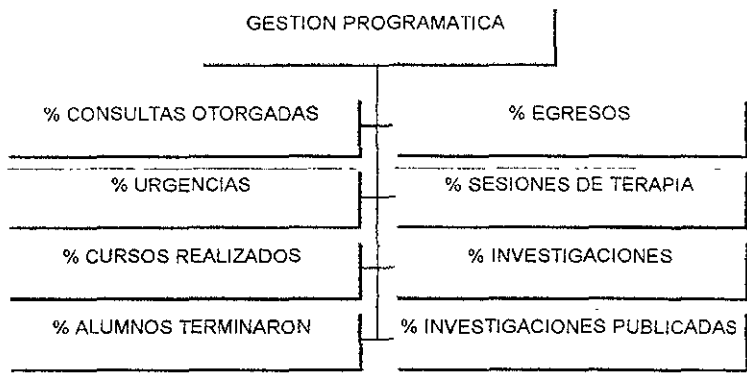 GESTION PROGRAMATICA
% CONSULTAS OTORGADAS
% EGRESOS
% URGENCIAS
% SESIONES DE TERAPIA
% CURSOS REALIZADOS
% INVESTIGACIONES
% ALUMNOS TERMINARON
% INVESTIGACIONES PUBLICADAS